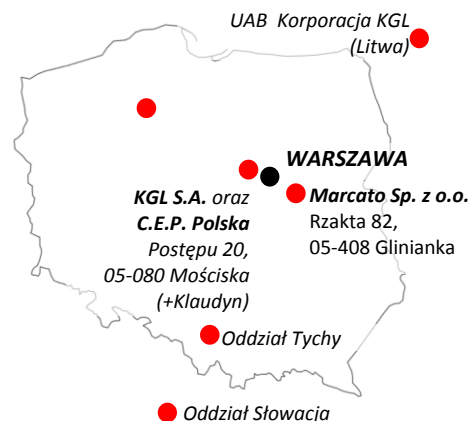 UAB Korporacja KGL
(Litwa)
WARSZAWA
KGL S.A. oraz
C.E.P. Polska
Postępu 20,
05-080 Mościska
(+Klaudyn)
Marcato Sp. z o.o.
Rzakta 82,
05-408 Glinianka
Oddział Tychy
Oddział Słowacja